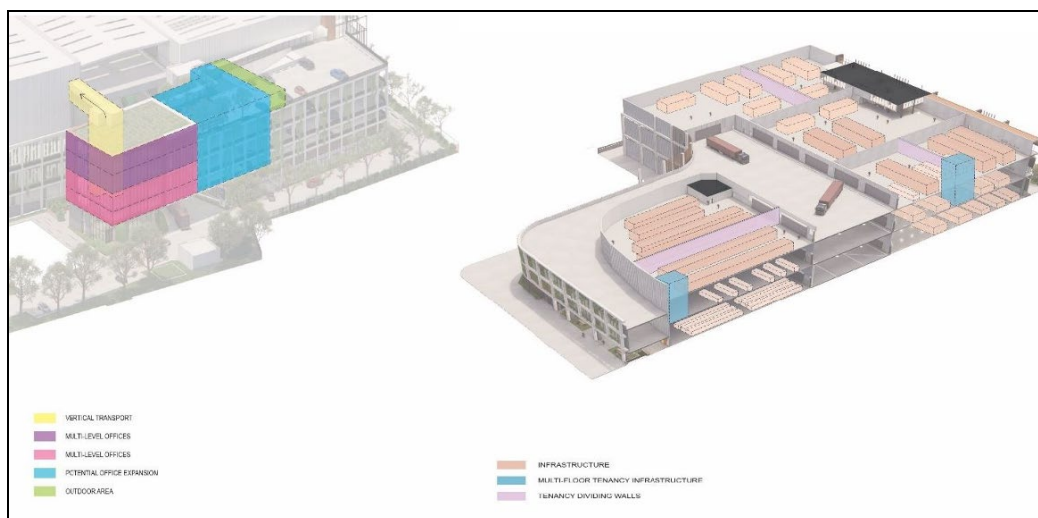 VERTICAL TRANSPORT
MULTI-LEVEL OFFICES
MULTI-LEVEL OFFICES
POTENTIAL OFFICE EXPANSION
OUTDOOR AREA
INFRASTRUCTURE
MULTI-FLOOR TENANCY INFRASTRUCTURE
TENANCY DIVIDING WALLS